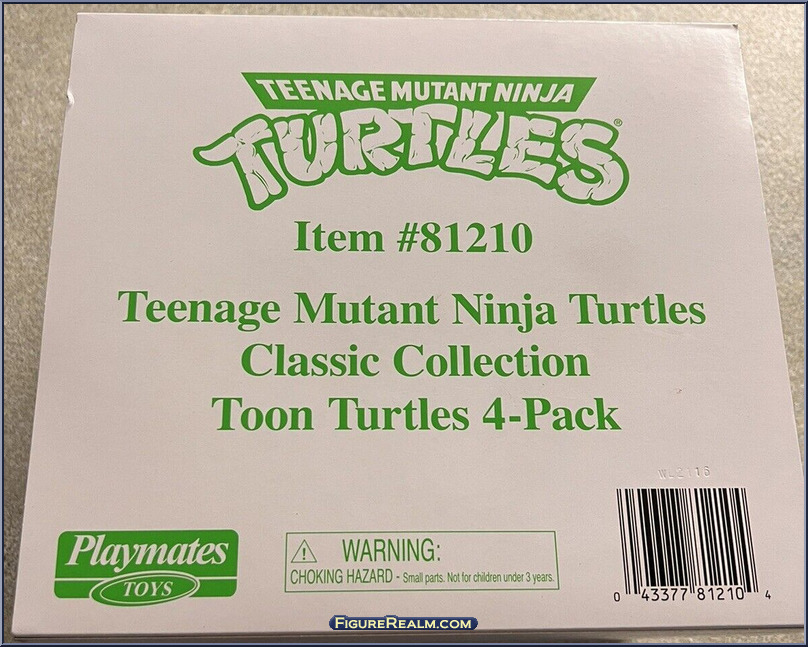 TEENAGE MUTANT NINJA
TURTLES®
Item #81210
Teenage Mutant Ninja Turtles
Classic Collection
Toon Turtles 4-Pack
Playmates
TOYS
WARNING:
CHOKING HAZARD - Small parts. Not for children under 3 years.
0 43377 81210 4
FIGUREREALM.COM